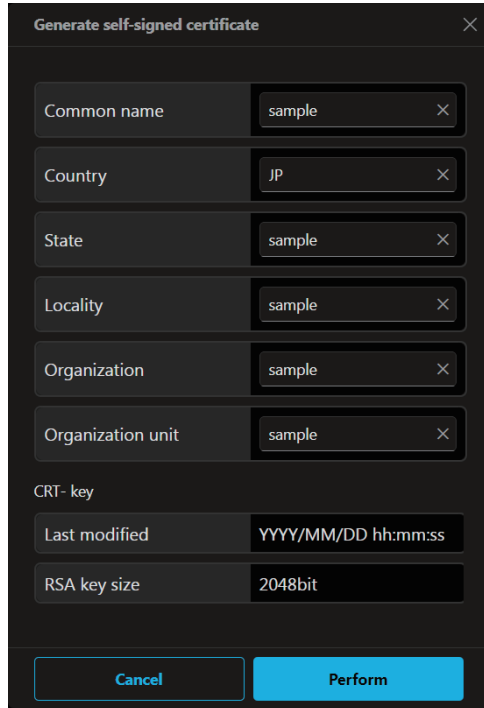 Generate self-signed certificate
Common name sample
Country JP
State sample
Locality sample
Organization sample
Organization unit sample
CRT- key
Last modified YYYY/MM/DD hh:mm:ss
RSA key size 2048bit
Cancel Perform